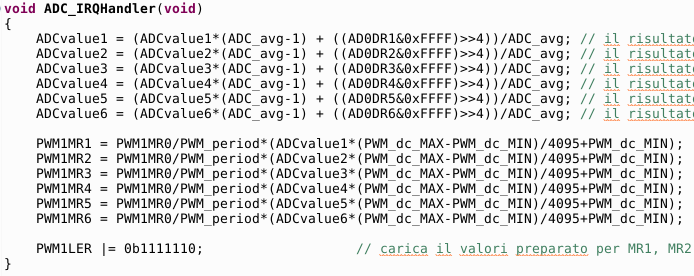 void ADC_IRQHandler(void)
{
ADCvalue1 = (ADCvalue1*(ADC_avg-1) + ((AD0DR1&0xFFFF)>>4))/ADC_avg; // il risultato
ADCvalue2 = (ADCvalue2*(ADC_avg-1) + ((AD0DR2&0xFFFF)>>4))/ADC_avg; // il risultato
ADCvalue3 = (ADCvalue3*(ADC_avg-1) + ((AD0DR3&0xFFFF)>>4))/ADC_avg; // il risultato
ADCvalue4 = (ADCvalue4*(ADC_avg-1) + ((AD0DR4&0xFFFF)>>4))/ADC_avg; // il risultato
ADCvalue5 = (ADCvalue5*(ADC_avg-1) + ((AD0DR5&0xFFFF)>>4))/ADC_avg; // il risultato
ADCvalue6 = (ADCvalue6*(ADC_avg-1) + ((AD0DR6&0xFFFF)>>4))/ADC_avg; // il risultato
PWM1MR1 = PWM1MR0/PWM_period*(ADCvalue1*(PWM_dc_MAX-PWM_dc_MIN)/4095+PWM_dc_MIN);
PWM1MR2 = PWM1MR0/PWM_period*(ADCvalue2*(PWM_dc_MAX-PWM_dc_MIN)/4095+PWM_dc_MIN);
PWM1MR3 = PWM1MR0/PWM_period*(ADCvalue3*(PWM_dc_MAX-PWM_dc_MIN)/4095+PWM_dc_MIN);
PWM1MR4 = PWM1MR0/PWM_period*(ADCvalue4*(PWM_dc_MAX-PWM_dc_MIN)/4095+PWM_dc_MIN);
PWM1MR5 = PWM1MR0/PWM_period*(ADCvalue5*(PWM_dc_MAX-PWM_dc_MIN)/4095+PWM_dc_MIN);
PWM1MR6 = PWM1MR0/PWM_period*(ADCvalue6*(PWM_dc_MAX-PWM_dc_MIN)/4095+PWM_dc_MIN);
PWM1LER |= 0b1111110; // carica il valori preparato per MR1, MR2
}